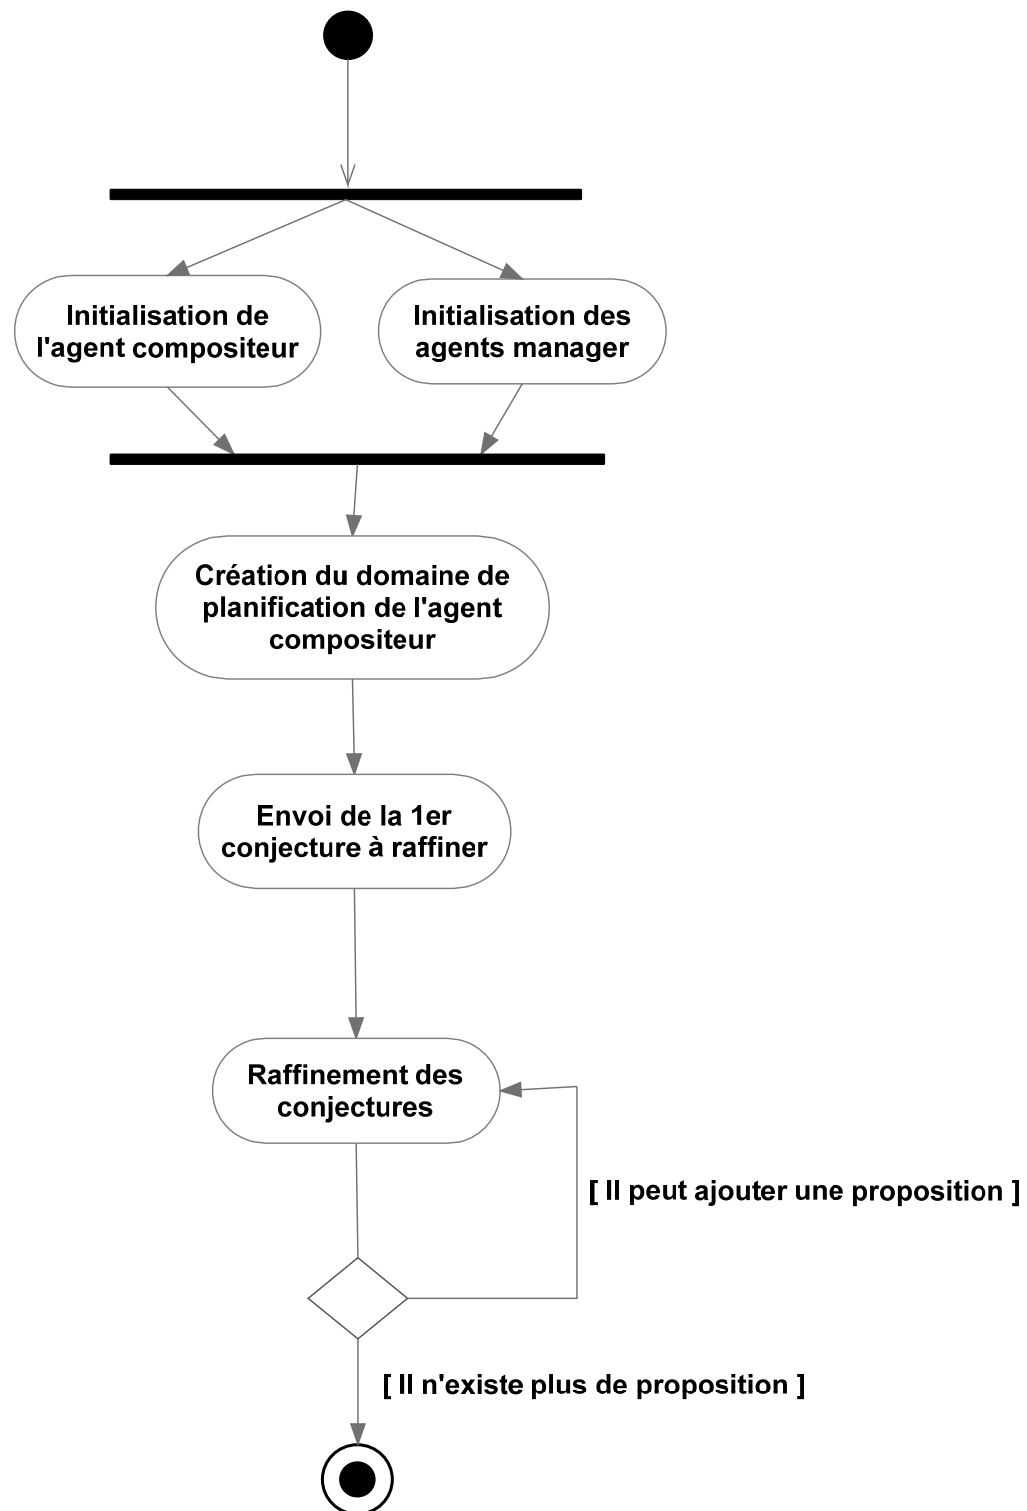 Initialisation de
l'agent compositeur
Initialisation des
agents manager
Création du domaine de
planification de l'agent
compositeur
Envoi de la 1er
conjecture à raffiner
Raffinement des
conjectures
[ Il peut ajouter une proposition ]
[ Il n'existe plus de proposition ]